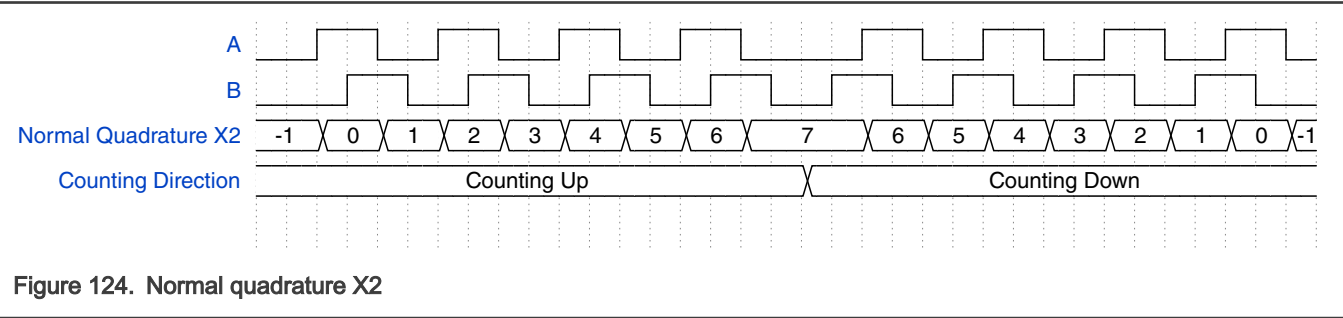 A
B
Normal Quadrature X2 -1 0 1 2 3 4 5 6 7 6 5 4 3 2 1 0 -1
Counting Direction Counting Up Counting Down
Figure 124. Normal quadrature X2